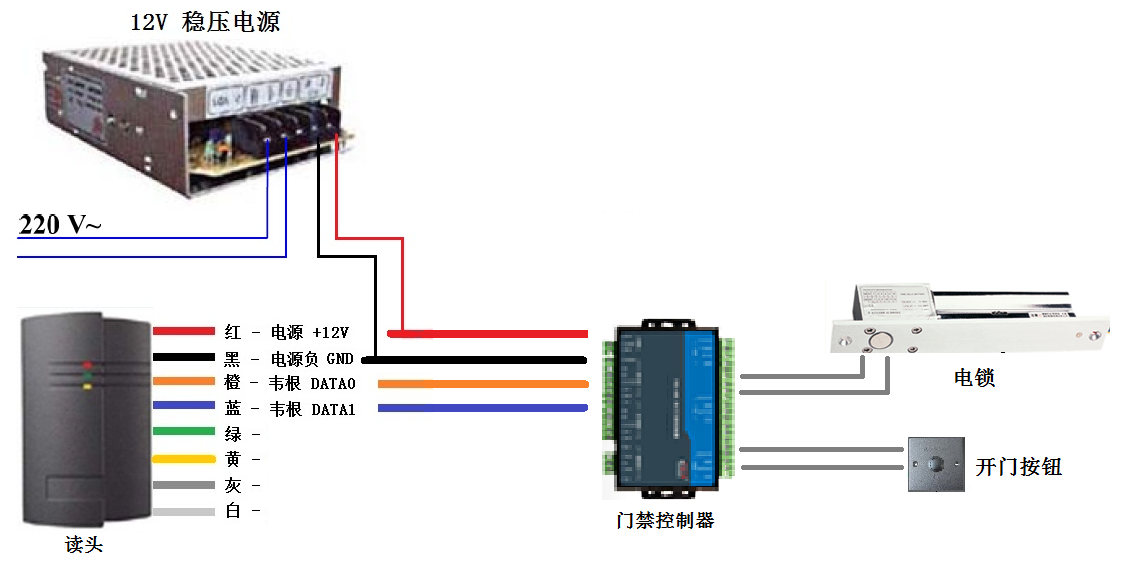 12V 稳压电源
220 V~
红 - 电源 +12V
黑 - 电源负 GND
橙 - 韦根 DATA0
蓝 - 韦根 DATA1
绿 -
黄 -
灰 -
白 -
读头
门禁控制器
电锁
开门按钮